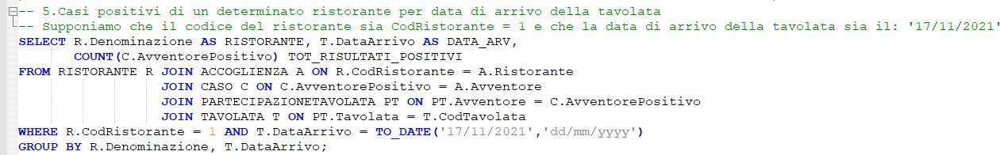 -- 5.Casi positivi di un determinato ristorante per data di arrivo della tavolata
-- Supponiamo che il codice del ristorante sia CodRistorante = 1 e che la data di arrivo della tavolata sia il: '17/11/2021'
SELECT R.Denominazione AS RISTORANTE, T.DataArrivo AS DATA_ARV,
COUNT(C.AvventorePositivo) TOT_RISULTATI_POSITIVI
FROM RISTORANTE R JOIN ACCOGLIENZA A ON R.CodRistorante = A.Ristorante
JOIN CASO C ON C.AvventorePositivo = A.Avventore
JOIN PARTECIPAZIONETAVOLATA PT ON PT.Avventore = C.AvventorePositivo
JOIN TAVOLATA T ON PT.Tavolata = T.CodTavolata
WHERE R.CodRistorante = 1 AND T.DataArrivo = TO_DATE('17/11/2021','dd/mm/yyyy')
GROUP BY R.Denominazione, T.DataArrivo;